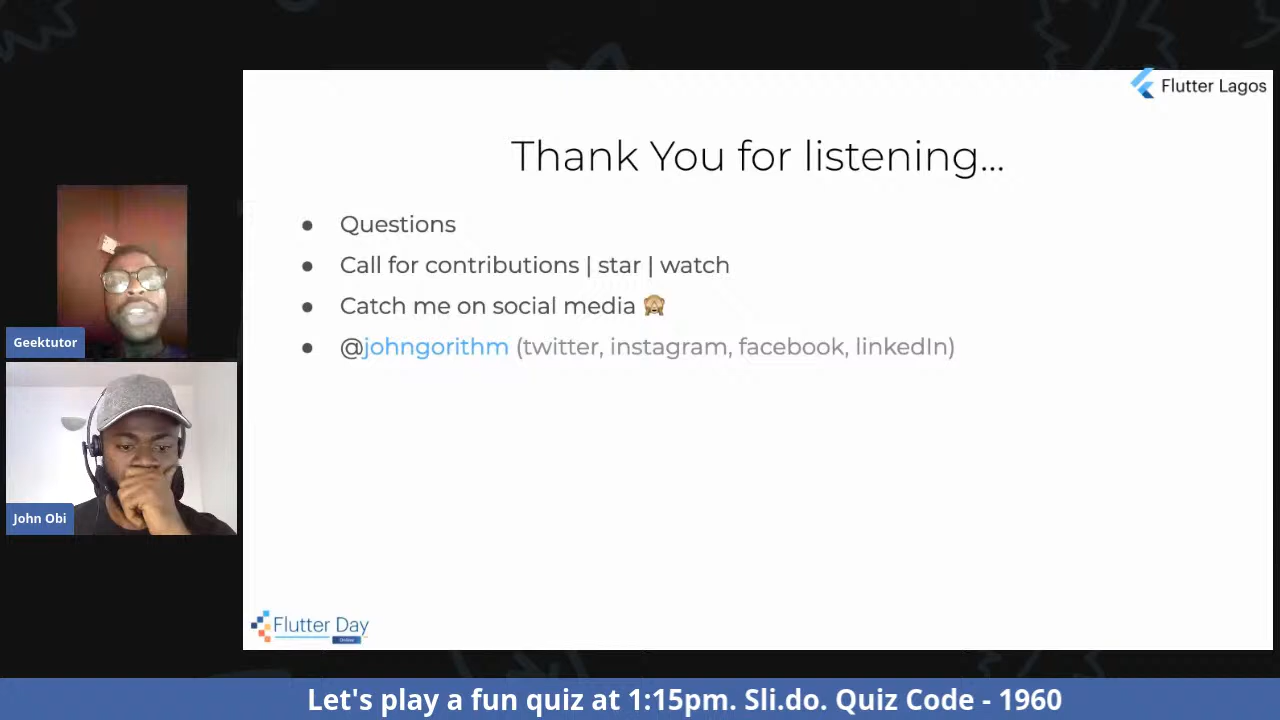 Flutter Lagos
Thank You for listening...
● Questions
● Call for contributions | star | watch
● Catch me on social media 🙈
● @johngorithm (twitter, instagram, facebook, linkedIn)
Geektutor
John Obi
Flutter Day
Let's play a fun quiz at 1:15pm. Sli.do. Quiz Code - 1960